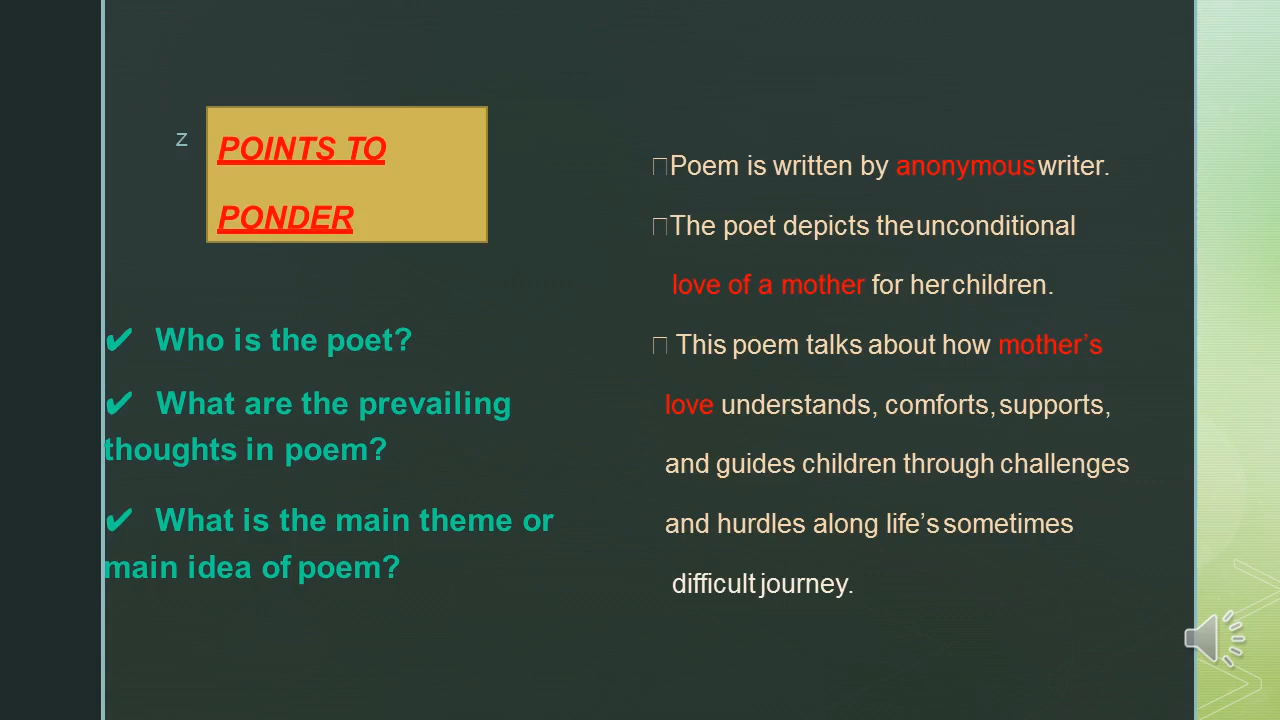 z
POINTS TO
PONDER
✔ Who is the poet?
✔ What are the prevailing
thoughts in poem?
✔ What is the main theme or
main idea of poem?
Poem is written by anonymous writer.
The poet depicts the unconditional
love of a mother for her children.
This poem talks about how mother’s
love understands, comforts, supports,
and guides children through challenges
and hurdles along life’s sometimes
difficult journey.